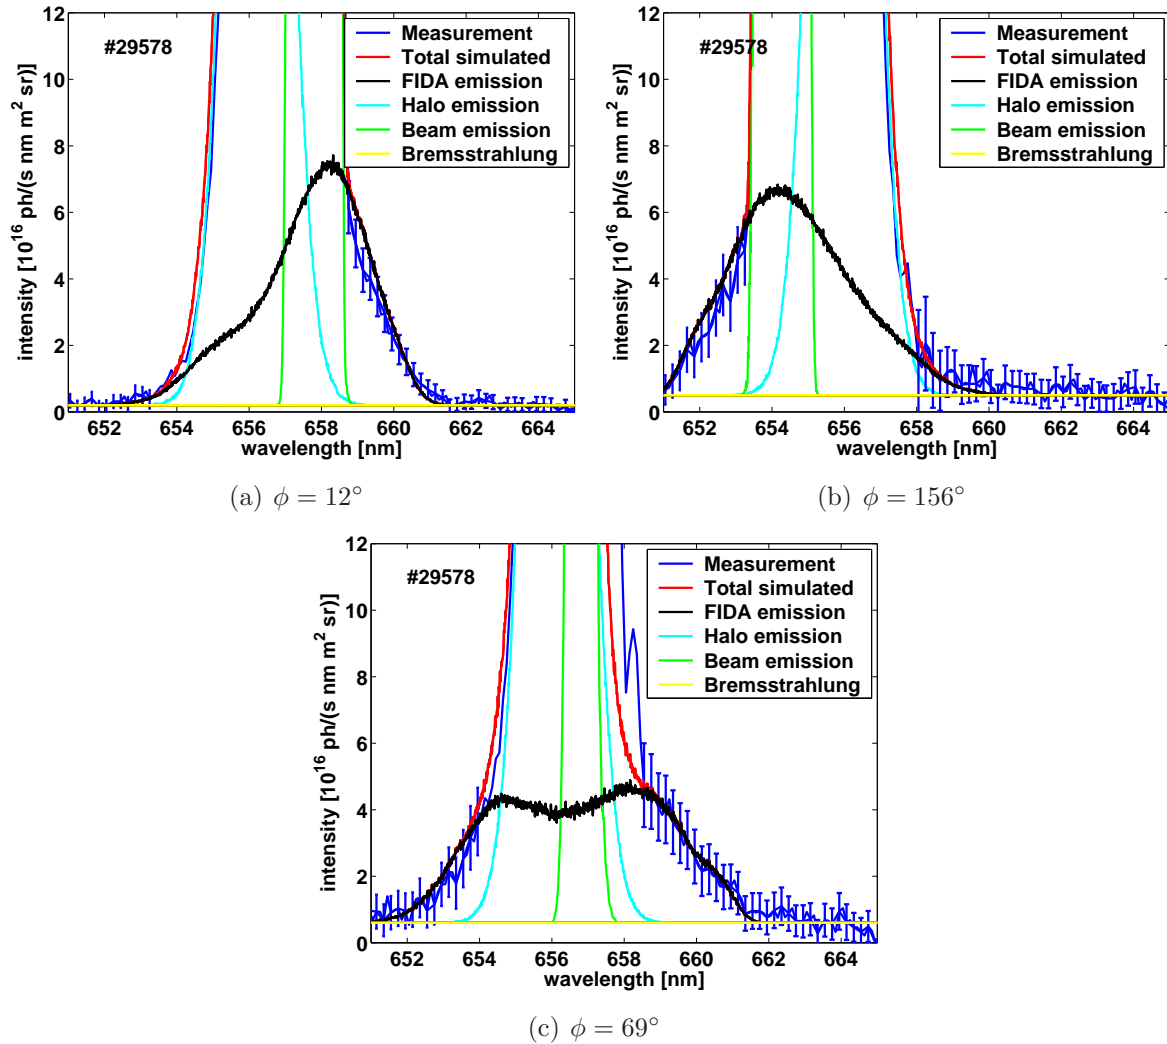 12
10
8
6
4
2
0
652 654 656 658 660 662 664
wavelength [nm]
intensity [10^16 ph/(s nm m^2 sr)]
#29578
Measurement
Total simulated
FIDA emission
Halo emission
Beam emission
Bremsstrahlung
(a) ϕ = 12°
12
10
8
6
4
2
0
652 654 656 658 660 662 664
wavelength [nm]
intensity [10^16 ph/(s nm m^2 sr)]
#29578
Measurement
Total simulated
FIDA emission
Halo emission
Beam emission
Bremsstrahlung
(b) ϕ = 156°
12
10
8
6
4
2
0
652 654 656 658 660 662 664
wavelength [nm]
intensity [10^16 ph/(s nm m^2 sr)]
#29578
Measurement
Total simulated
FIDA emission
Halo emission
Beam emission
Bremsstrahlung
(c) ϕ = 69°